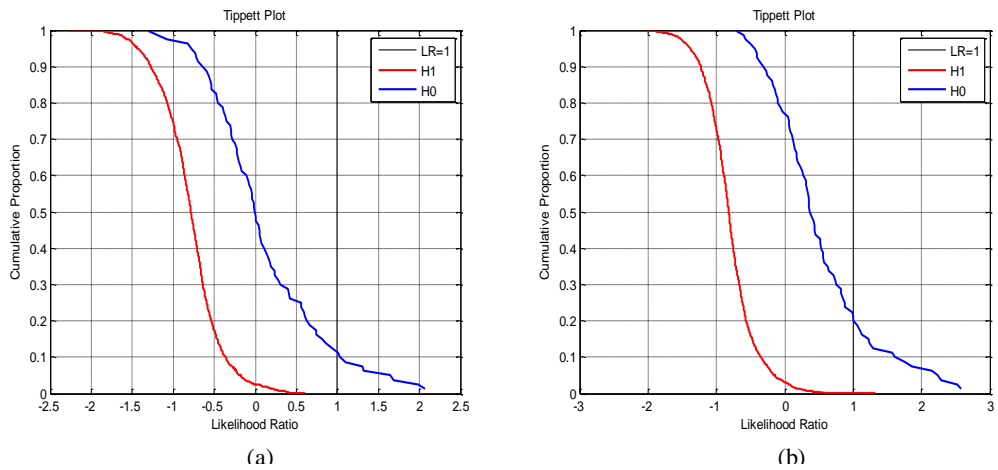 Tippett Plot
1
0.9
0.8
0.7
0.6
0.5
0.4
0.3
0.2
0.1
0
Cumulative Proportion
-2.5 -2 -1.5 -1 -0.5 0 0.5 1 1.5 2 2.5
Likelihood Ratio
LR=1
H1
H0
(a)
Tippett Plot
1
0.9
0.8
0.7
0.6
0.5
0.4
0.3
0.2
0.1
0
Cumulative Proportion
-3 -2 -1 0 1 2 3
Likelihood Ratio
LR=1
H1
H0
(b)